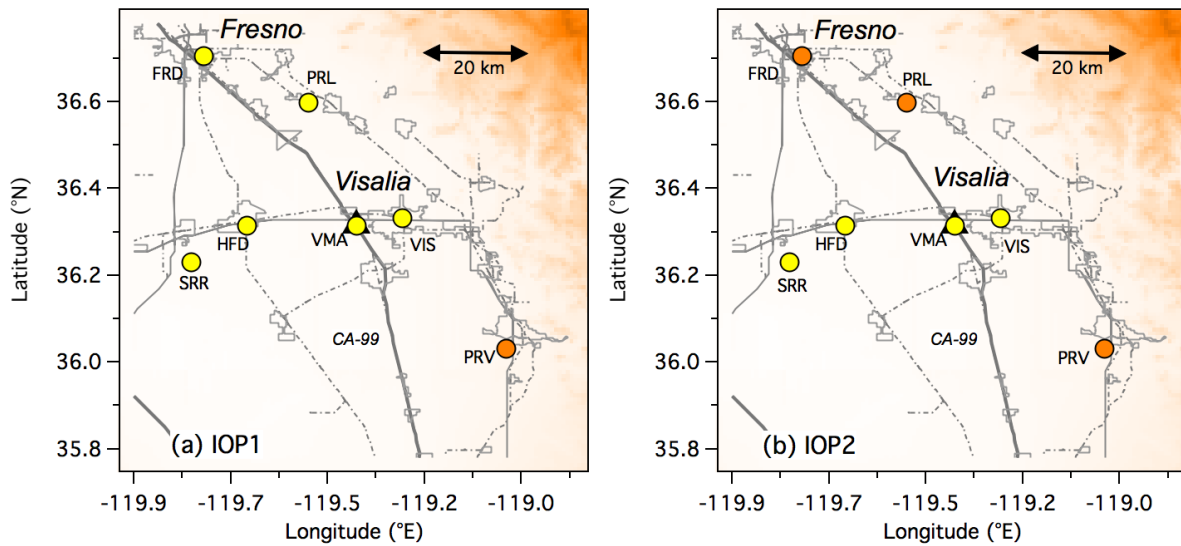 Fresno
20 km
FRD
PRL
36.6
36.4
Visalia
HFD
VMA
VIS
36.2
SRR
CA-99
36.0
PRV
35.8
(a) IOP1
Latitude (°N)
-119.9
-119.7
-119.5
-119.2
-119.0
Longitude (°E)
Fresno
20 km
FRD
PRL
36.6
36.4
Visalia
HFD
VMA
VIS
36.2
SRR
CA-99
36.0
PRV
35.8
(b) IOP2
Latitude (°N)
-119.9
-119.7
-119.5
-119.2
-119.0
Longitude (°E)